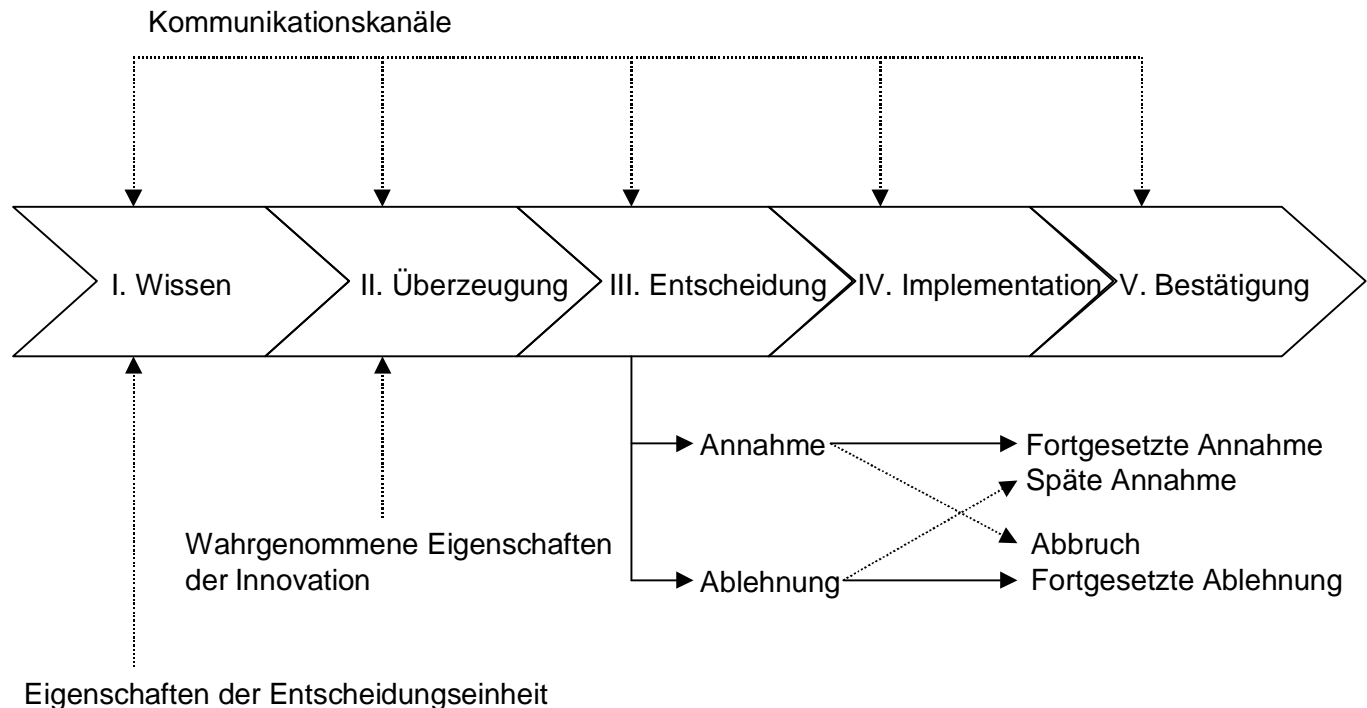 Kommunikationskanäle
I. Wissen
II. Überzeugung
III. Entscheidung
IV. Implementation
V. Bestätigung
Annahme
Fortgesetzte Annahme
Späte Annahme
Wahrgenommene Eigenschaften
der Innovation
Abbruch
Ablehnung
Fortgesetzte Ablehnung
Eigenschaften der Entscheidungseinheit